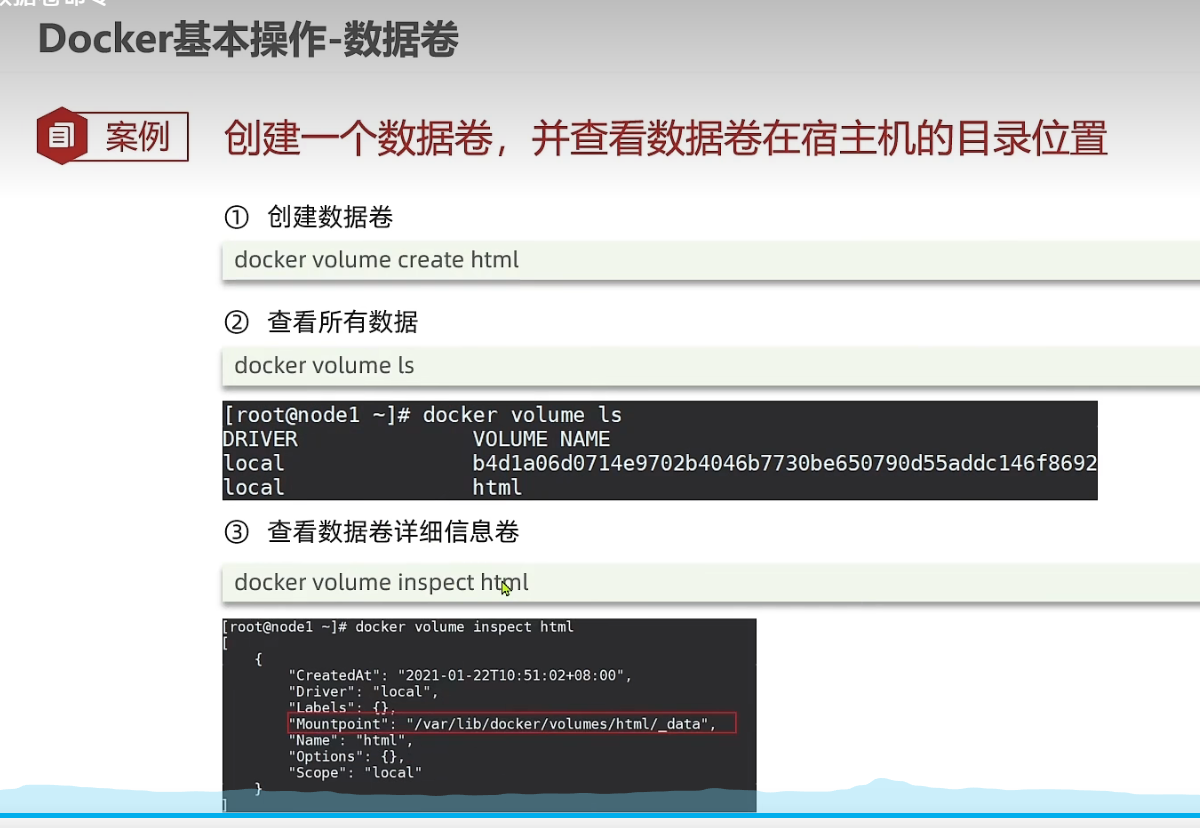 Docker基本操作-数据卷
案例
创建一个数据卷，并查看数据卷在宿主机的目录位置
① 创建数据卷
docker volume create html
② 查看所有数据
docker volume ls
[root@node1 ~]# docker volume ls
DRIVER VOLUME NAME
local b4d1a06d0714e9702b4046b7730be650790d55addc146f8692
local html
③ 查看数据卷详细信息卷
docker volume inspect html
[root@node1 ~]# docker volume inspect html
[
{
"CreatedAt": "2021-01-22T10:51:02+08:00",
"Driver": "local",
"Labels": {},
"Mountpoint": "/var/lib/docker/volumes/html/_data",
"Name": "html",
"Options": {},
"Scope": "local"
}
]